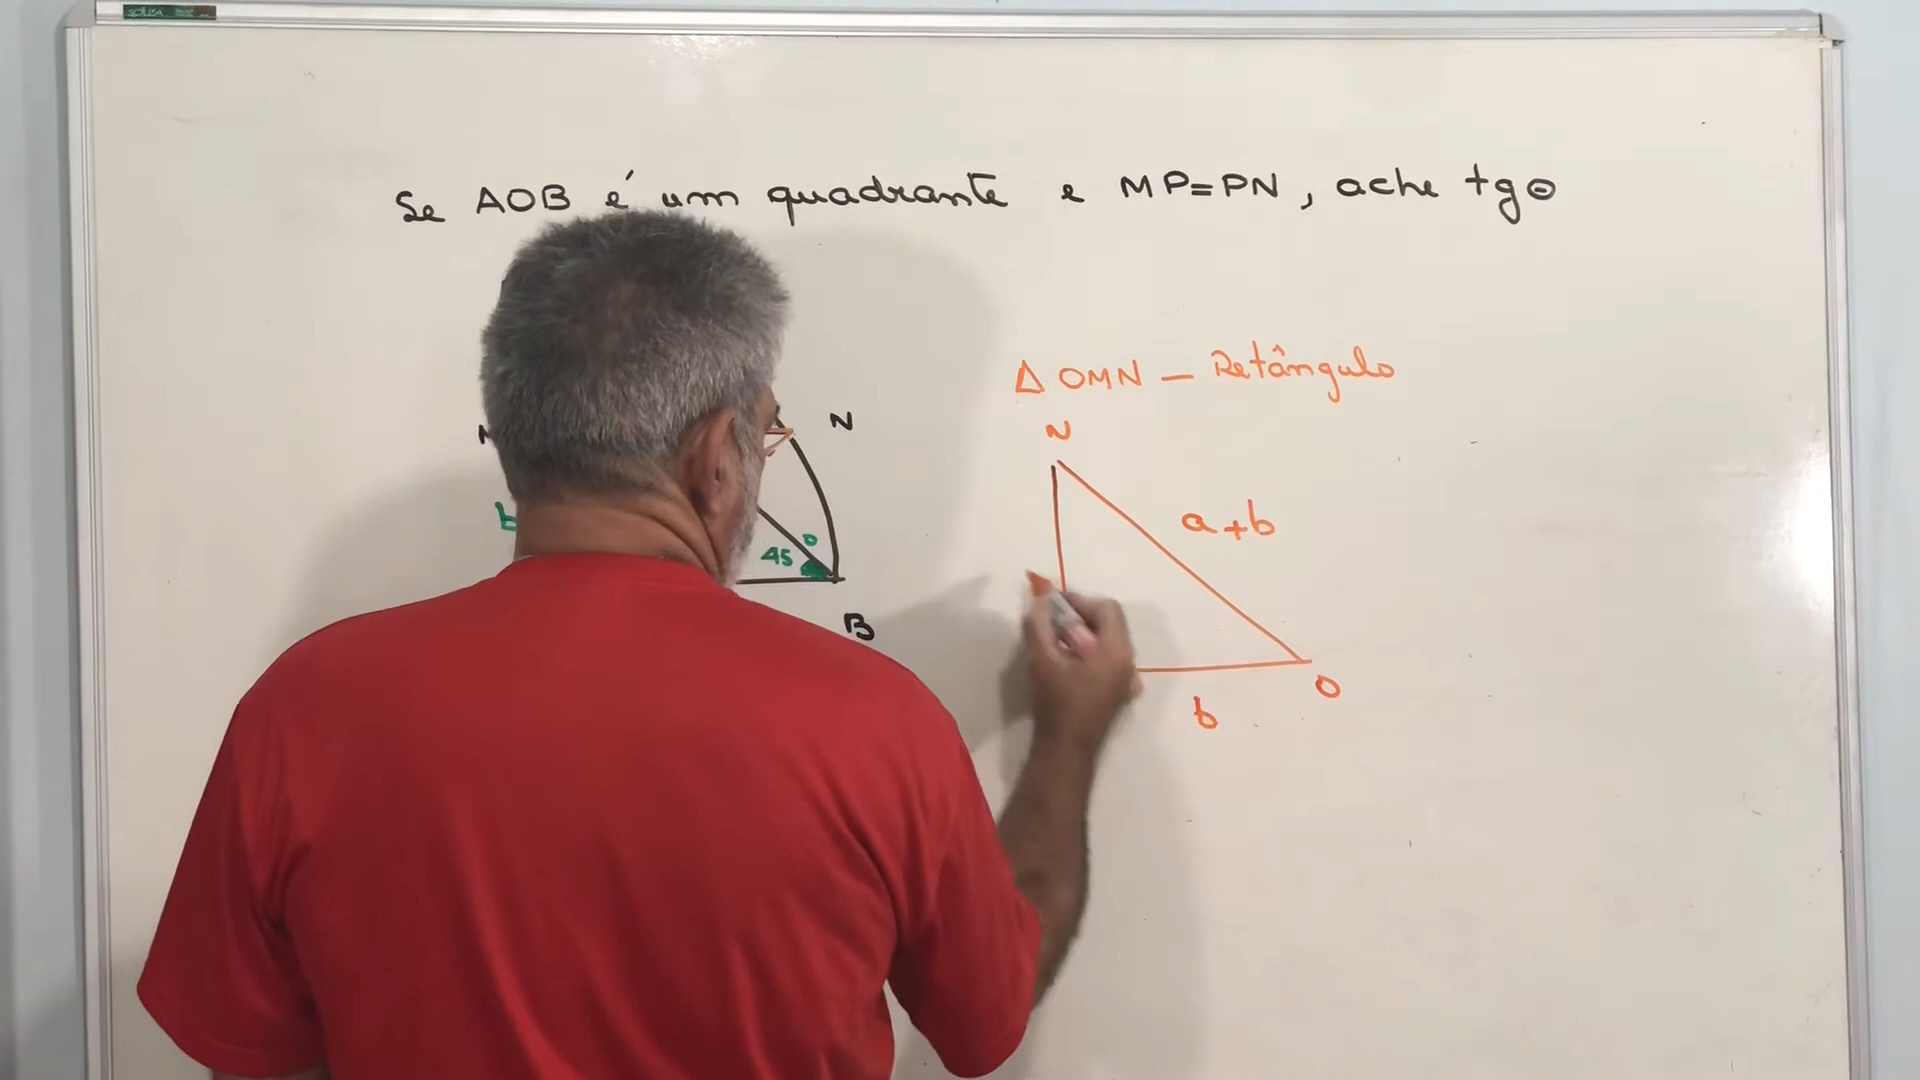 Se AOB é um quadrante e MP=PN, ache tgθ
Δ OMN — Retângulo
N
N
a+b
45°
B
O
b